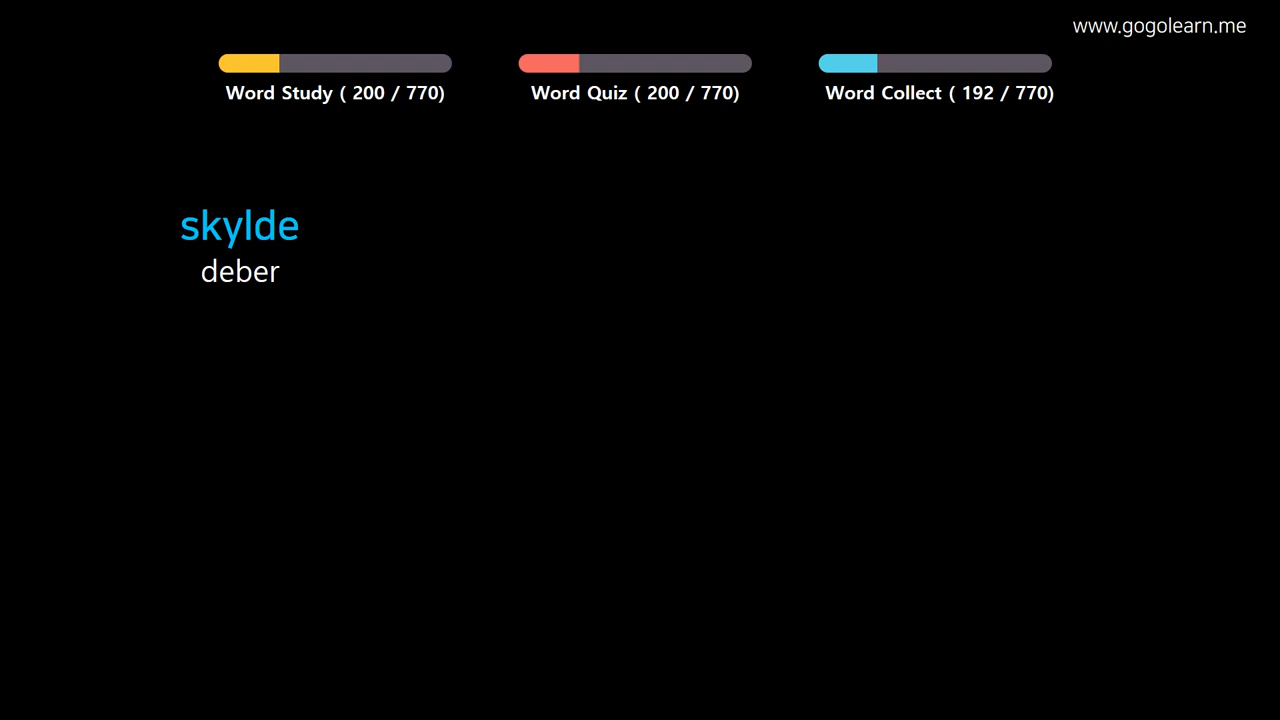 www.gogolearn.me
Word Study ( 200 / 770)
Word Quiz ( 200 / 770)
Word Collect ( 192 / 770)
skylde
deber